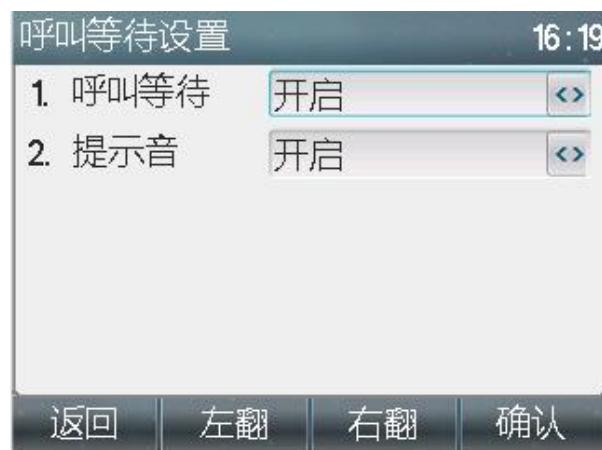 呼叫等待设置 16:19
1. 呼叫等待 开启 <>
2. 提示音 开启 <>
返回 左翻 右翻 确认